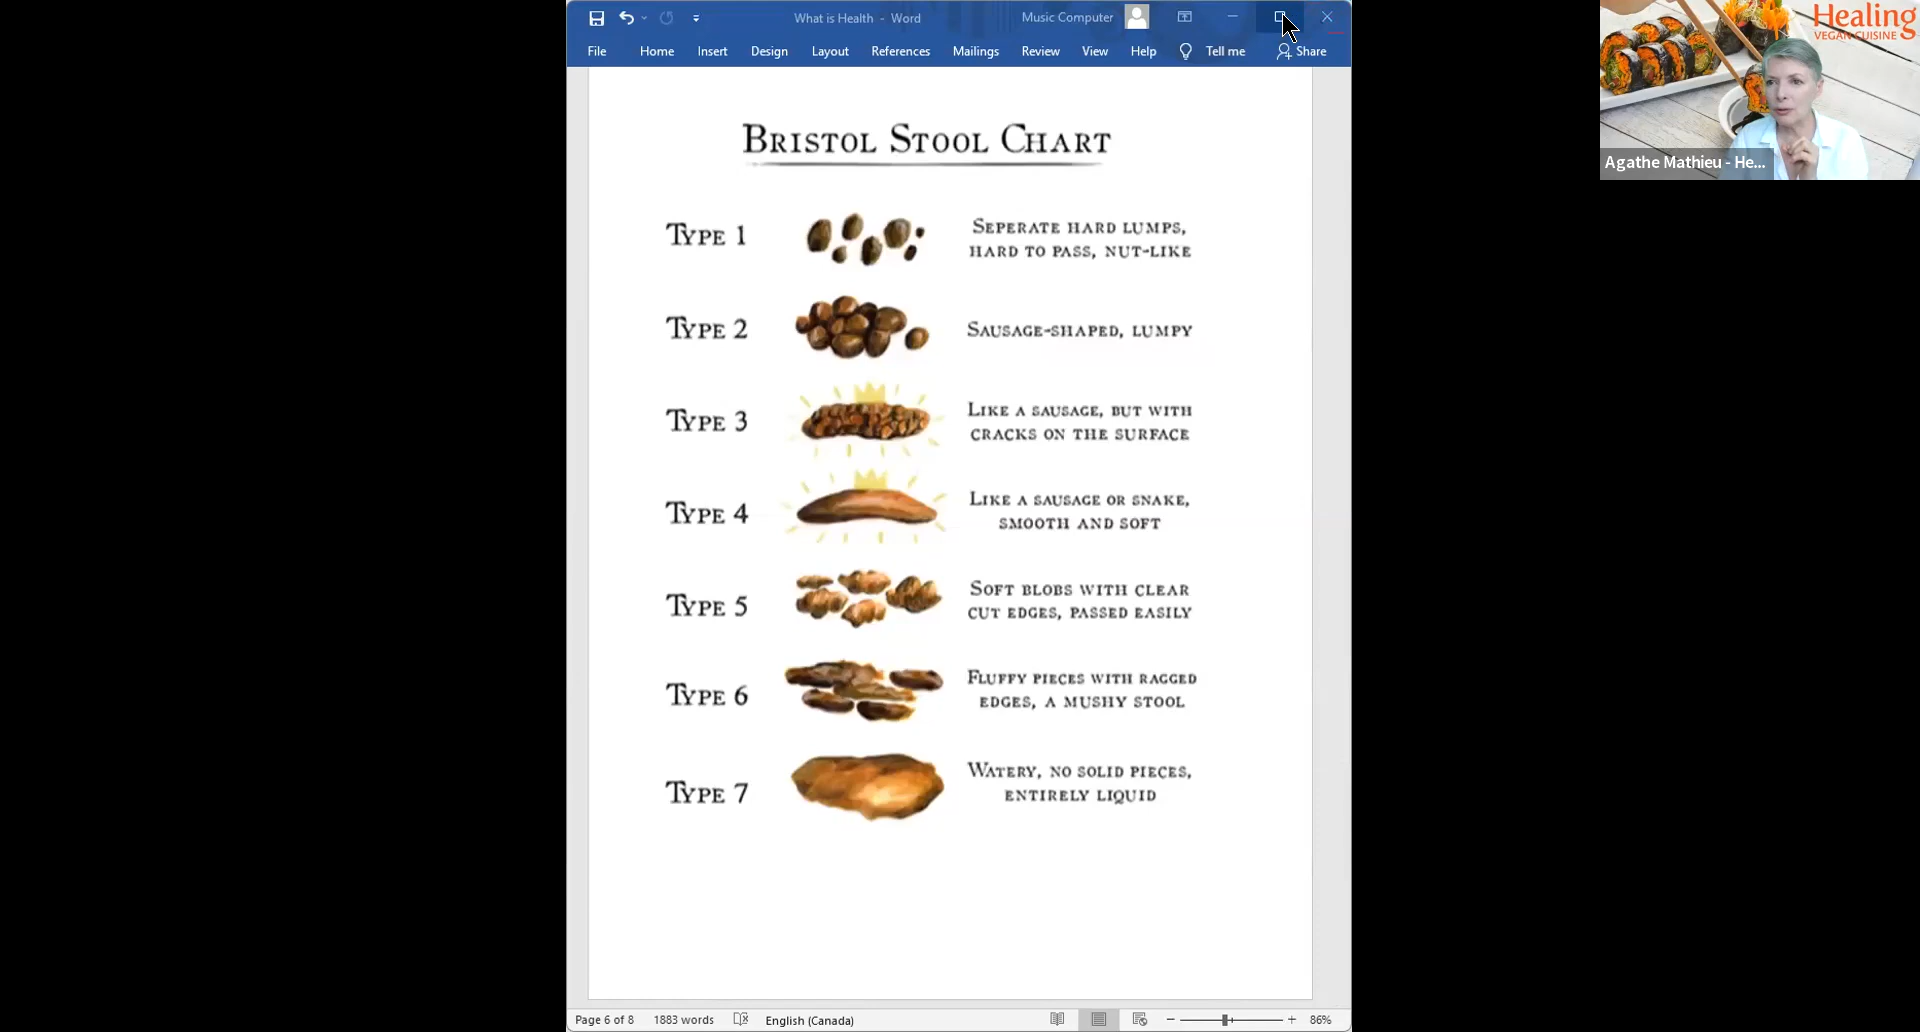 What is Health - Word
Music Computer
File Home Insert Design Layout References Mailings Review View Help Tell me Share
Healing
VEGAN CUISINE
Agathe Mathieu - He...
BRISTOL STOOL CHART
TYPE 1
SEPERATE HARD LUMPS,
HARD TO PASS, NUT-LIKE
TYPE 2
SAUSAGE-SHAPED, LUMPY
TYPE 3
LIKE A SAUSAGE, BUT WITH
CRACKS ON THE SURFACE
TYPE 4
LIKE A SAUSAGE OR SNAKE,
SMOOTH AND SOFT
TYPE 5
SOFT BLOBS WITH CLEAR
CUT EDGES, PASSED EASILY
TYPE 6
FLUFFY PIECES WITH RAGGED
EDGES, A MUSHY STOOL
TYPE 7
WATERY, NO SOLID PIECES,
ENTIRELY LIQUID
Page 6 of 8 1883 words English (Canada) 86%